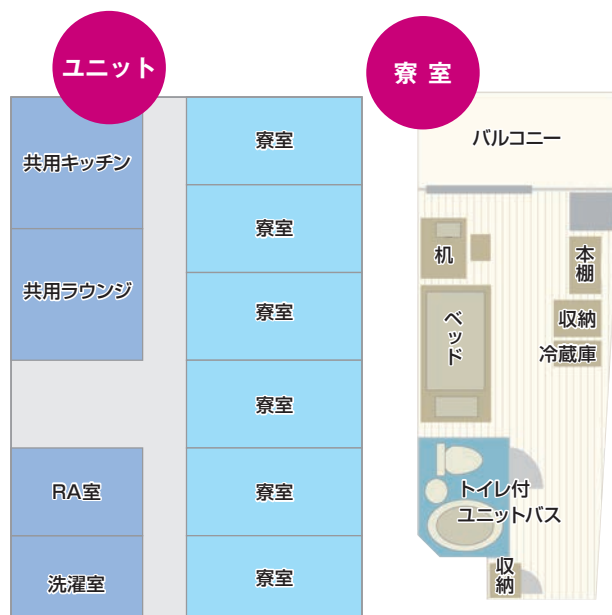 ユニット
共用キッチン
共用ラウンジ
RA室
洗濯室
寮室
寮室
寮室
寮室
寮室
寮室
寮室
バルコニー
机
本棚
収納
冷蔵庫
ベッド
トイレ付
ユニットバス
収納